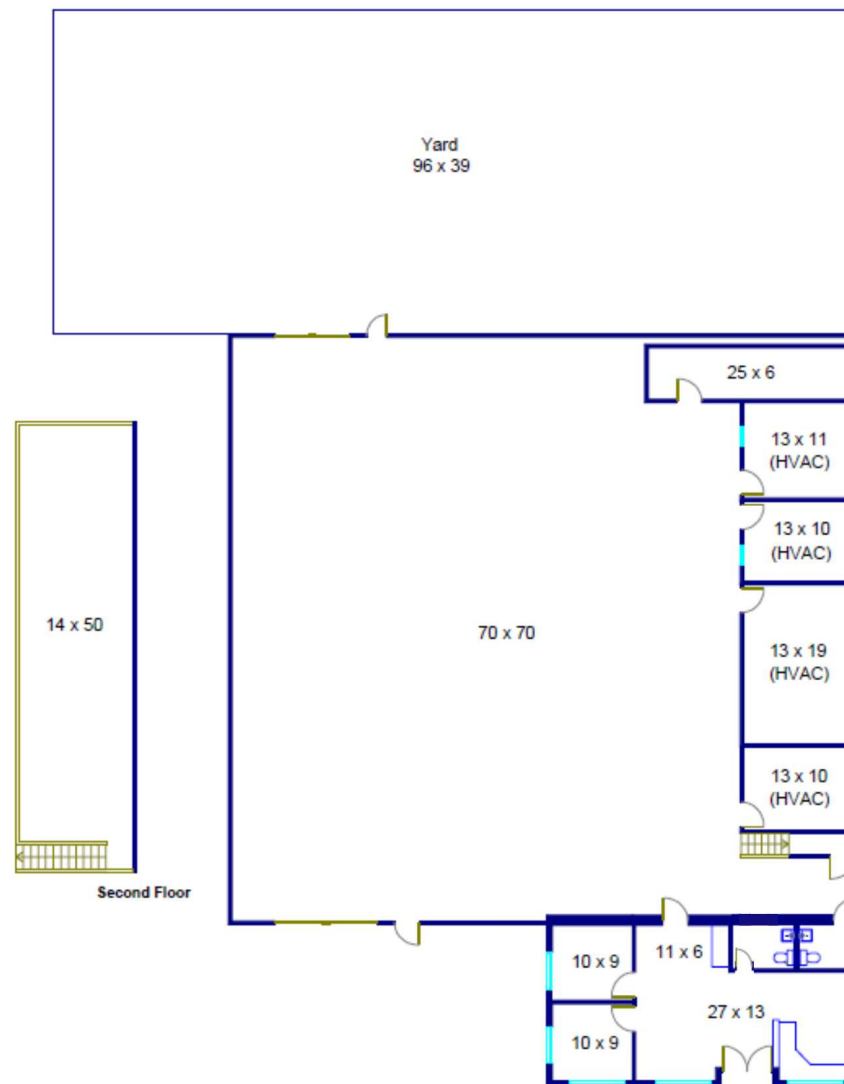 Yard
96 x 39
25 x 6
13 x 11
(HVAC)
13 x 10
(HVAC)
14 x 50
70 x 70
13 x 19
(HVAC)
13 x 10
(HVAC)
Second Floor
10 x 9
11 x 6
27 x 13
10 x 9